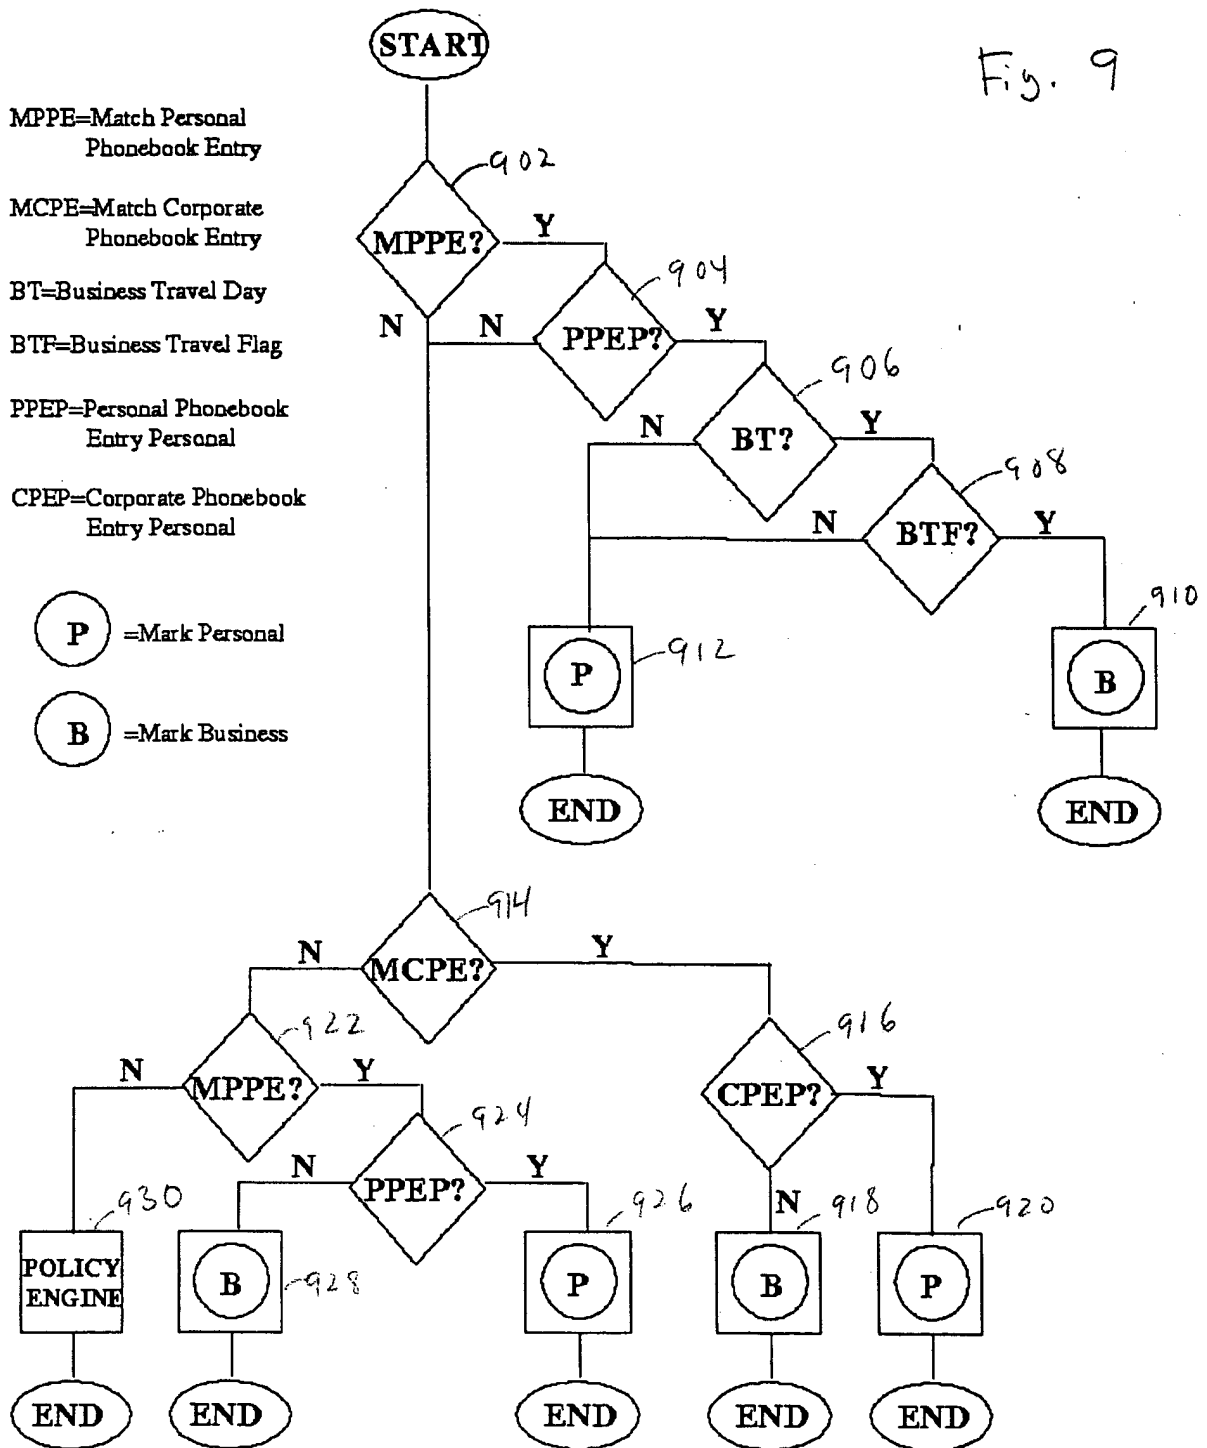 START
Fig. 9
MPPE=Match Personal
Phonebook Entry
902
MCPE=Match Corporate
Phonebook Entry
MPPE?
Y
904
BT=Business Travel Day
N
N
PPEP?
Y
BTF=Business Travel Flag
906
PPEP=Personal Phonebook
Entry Personal
N
BT?
Y
908
CPEP=Corporate Phonebook
Entry Personal
N
BTF?
Y
910
P
=Mark Personal
P
912
B
B
=Mark Business
END
END
914
N
MCPE?
Y
922
916
N
MPPE?
Y
CPEP?
Y
924
N
PPEP?
Y
930
926
N
918
920
POLICY
ENGINE
B
928
P
B
P
END
END
END
END
END